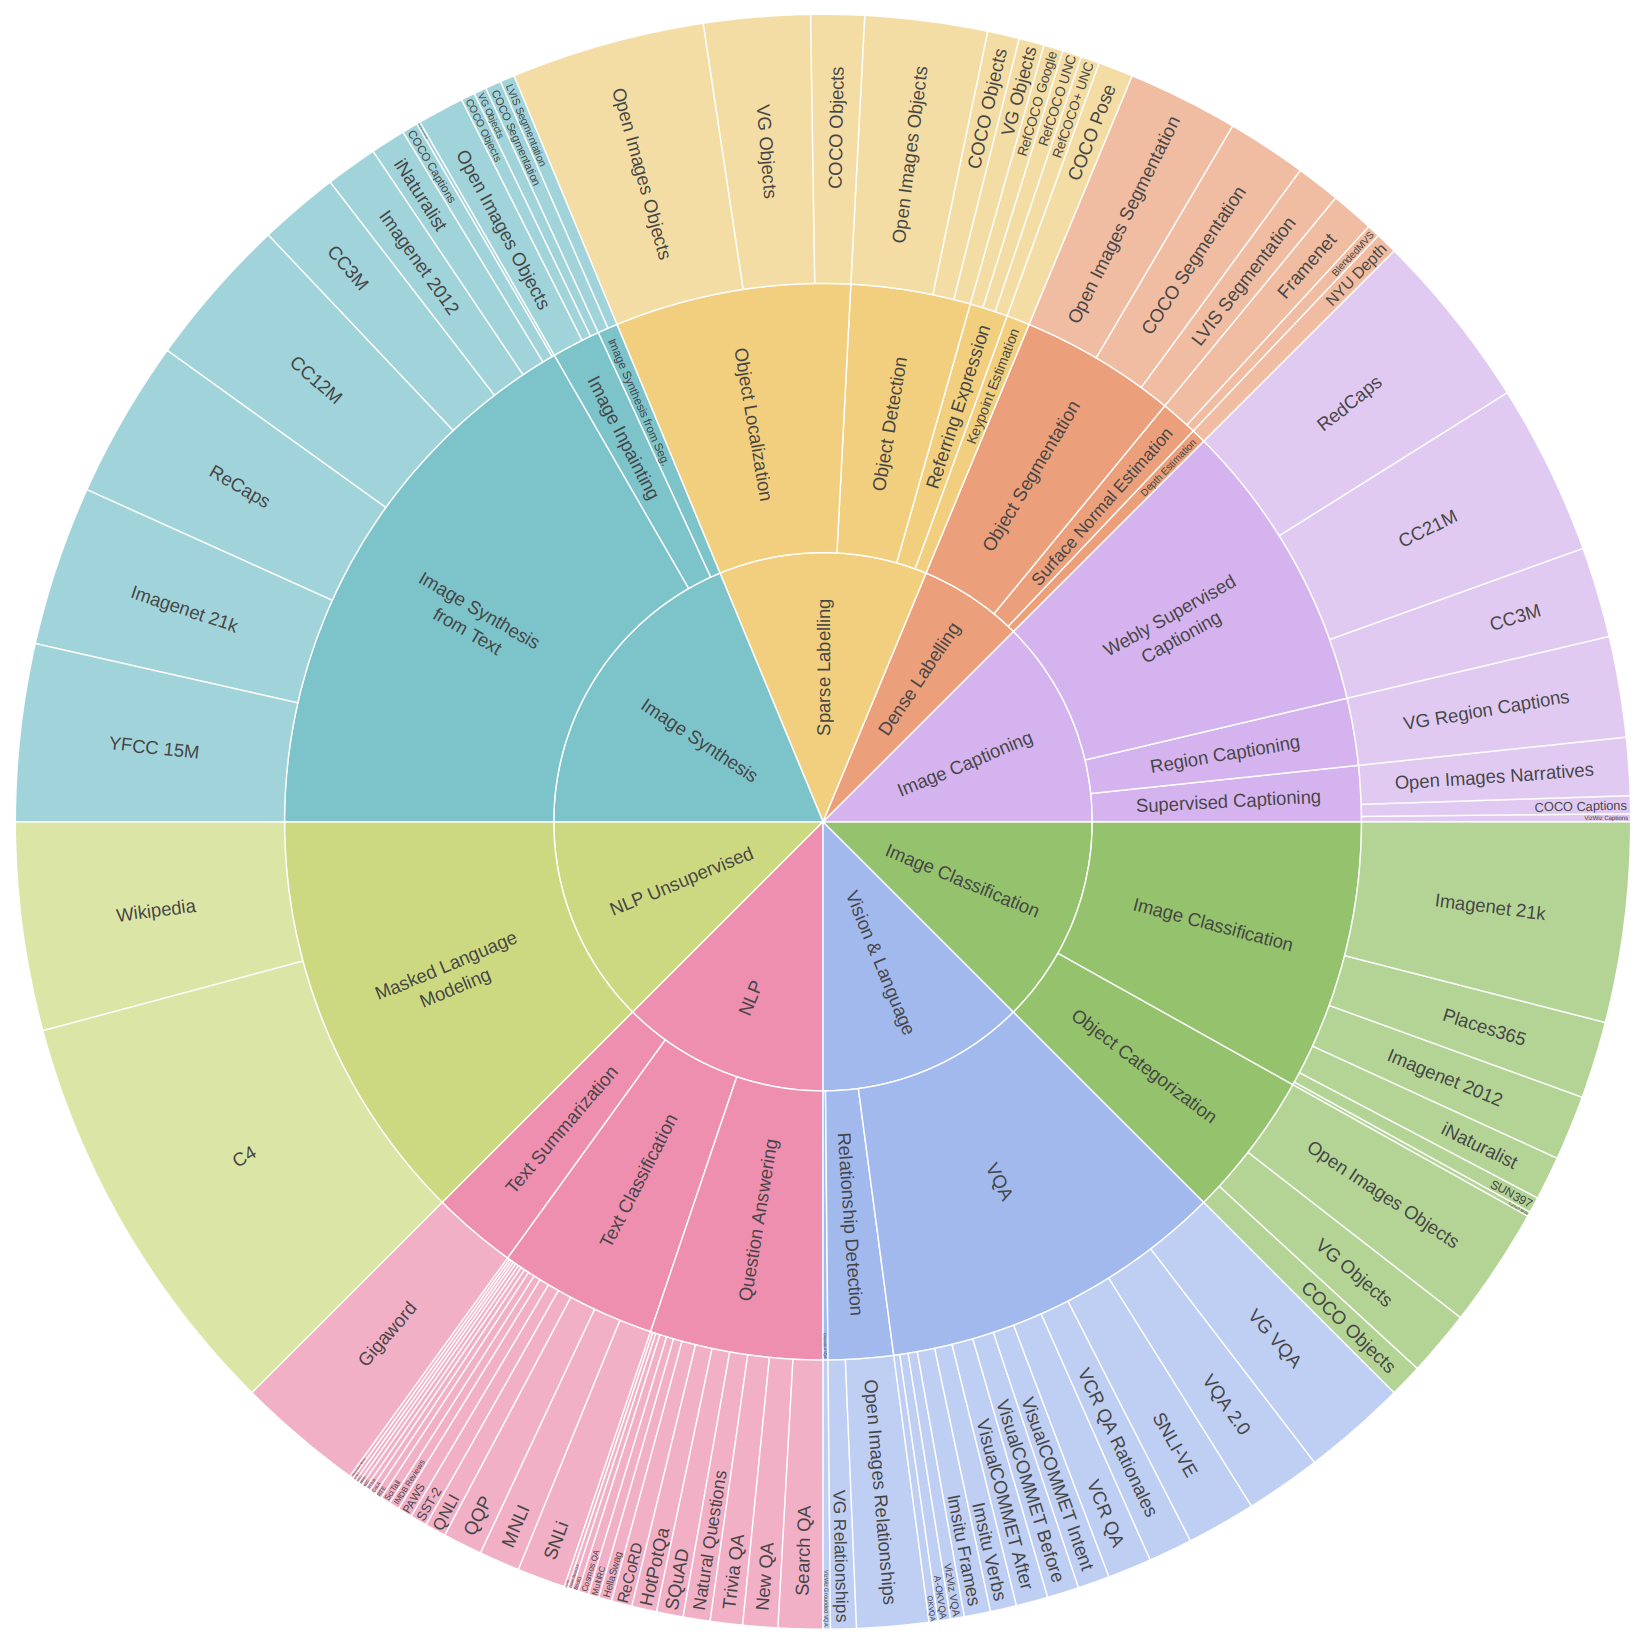 Image Synthesis
Image Synthesis
from Text
YFCC 15M
Imagenet 21k
ReCaps
CC12M
CC3M
Imagenet 2012
iNaturalist
COCO Captions
Image Inpainting
Open Images Objects
COCO Objects
VG Objects
COCO Segmentation
Image Synthesis from Seg.
LVIS Segmentation
Sparse Labelling
Object Localization
Open Images Objects
VG Objects
COCO Objects
Object Detection
Open Images Objects
COCO Objects
VG Objects
Referring Expression
RefCOCO Google
RefCOCO UNC
RefCOCO+ UNC
Keypoint Estimation
COCO Pose
Dense Labelling
Object Segmentation
Open Images Segmentation
COCO Segmentation
LVIS Segmentation
Surface Normal Estimation
Framenet
BlendedMVS
Depth Estimation
NYU Depth
Image Captioning
Webly Supervised
Captioning
RedCaps
CC21M
CC3M
Region Captioning
VG Region Captions
Supervised Captioning
Open Images Narratives
COCO Captions
VizWiz Captions
Image Classification
Image Classification
Imagenet 21k
Places365
Imagenet 2012
iNaturalist
SUN397
Object Categorization
Open Images Objects
VG Objects
COCO Objects
Vision & Language
VQA
VG VQA
VQA 2.0
SNLI-VE
VCR QA Rationales
VCR QA
VisualCOMMET Intent
VisualCOMMET Before
VisualCOMMET After
Imsitu Verbs
Imsitu Frames
VizViz VQA
A-OKVQA
OKVQA
Relationship Detection
Open Images Relationships
VG Relationships
NLP
Question Answering
Search QA
New QA
Trivia QA
Natural Questions
SQuAD
HotPotQa
ReCoRD
HellaSwag
MultiRC
Cosmos QA
Text Classification
SNLi
MNLI
QQP
QNLI
SST-2
PAWS
IMDB Reviews
SciTail
Text Summarization
Gigaword
NLP Unsupervised
Masked Language
Modeling
C4
Wikipedia